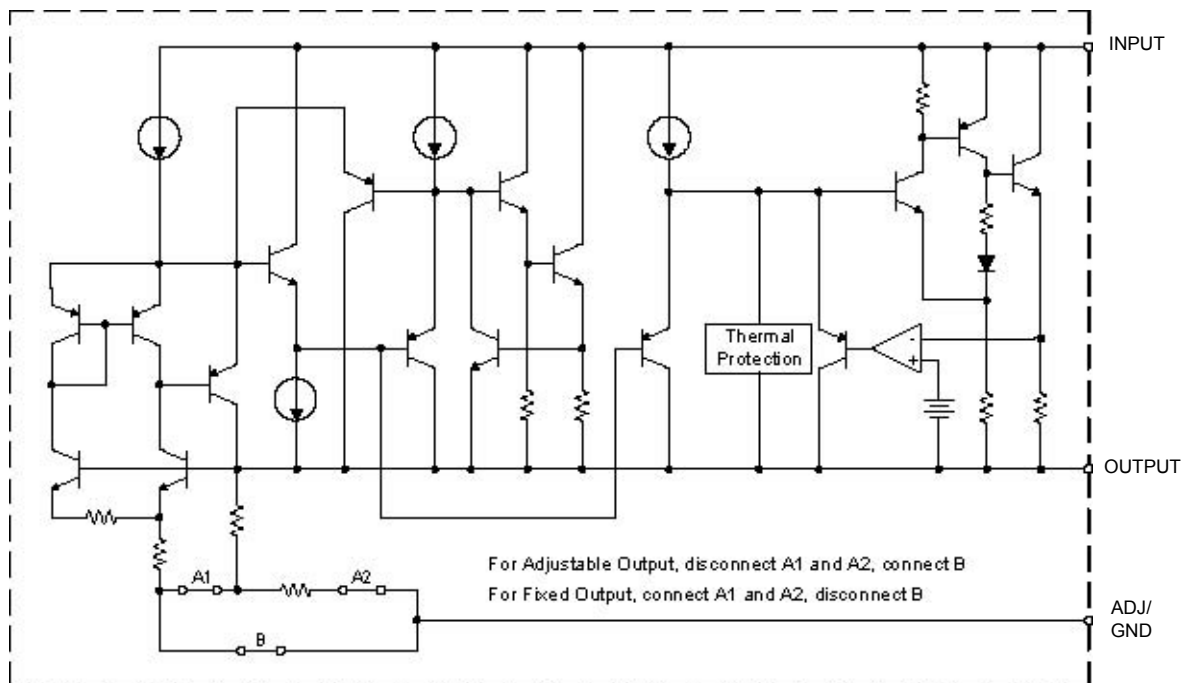 INPUT
Thermal
Protection
-
+
OUTPUT
A1
A2
For Adjustable Output, disconnect A1 and A2, connect B
For Fixed Output, connect A1 and A2, disconnect B
B
ADJ/
GND